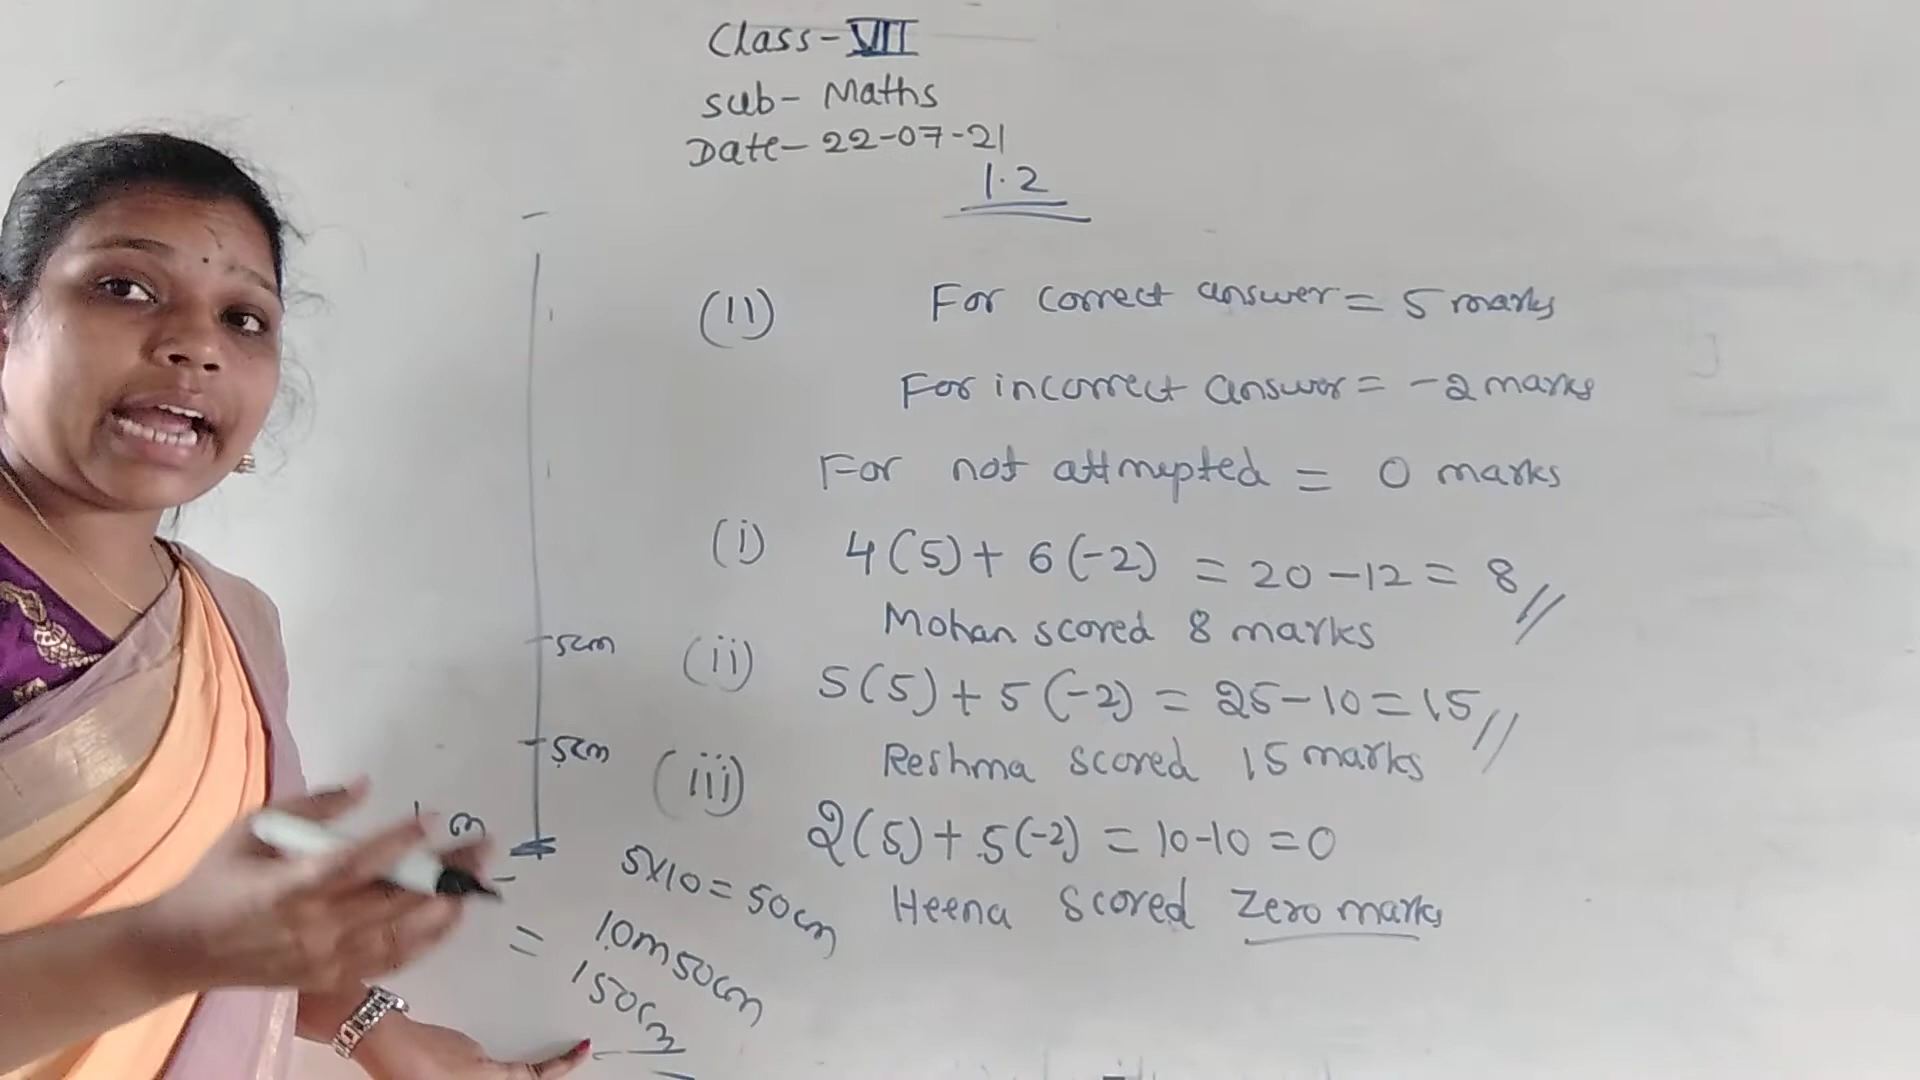 Class-VII
Sub- Maths
Date- 22-07-21
1.2
(11) For correct answer = 5 marks
For incorrect answer = -2 marks
For not attmepted = 0 marks
(i) 4(5)+ 6(-2) = 20-12 = 8//
Mohan scored 8 marks
(ii) 5(5)+5(-2) = 25-10=15//
Reshma scored 15 marks
(iii) 2(5)+5(-2) = 10-10=0
Heena scored Zero marks
5cm
5cm
m
5x10=50cm
= 10m50cm